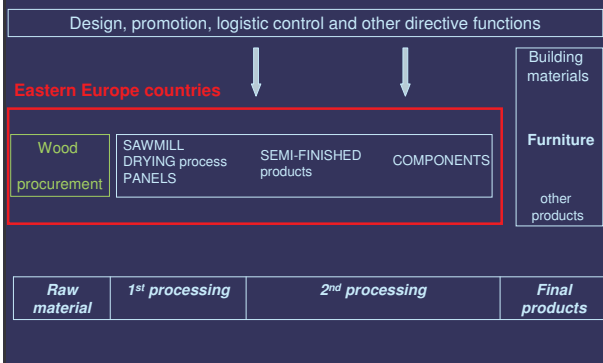 Design, promotion, logistic control and other directive functions
Building
materials
Eastern Europe countries
Wood
procurement
SAWMILL
DRYING process
PANELS
SEMI-FINISHED
products
COMPONENTS
Furniture
other
products
Raw
material
1st processing
2nd processing
Final
products